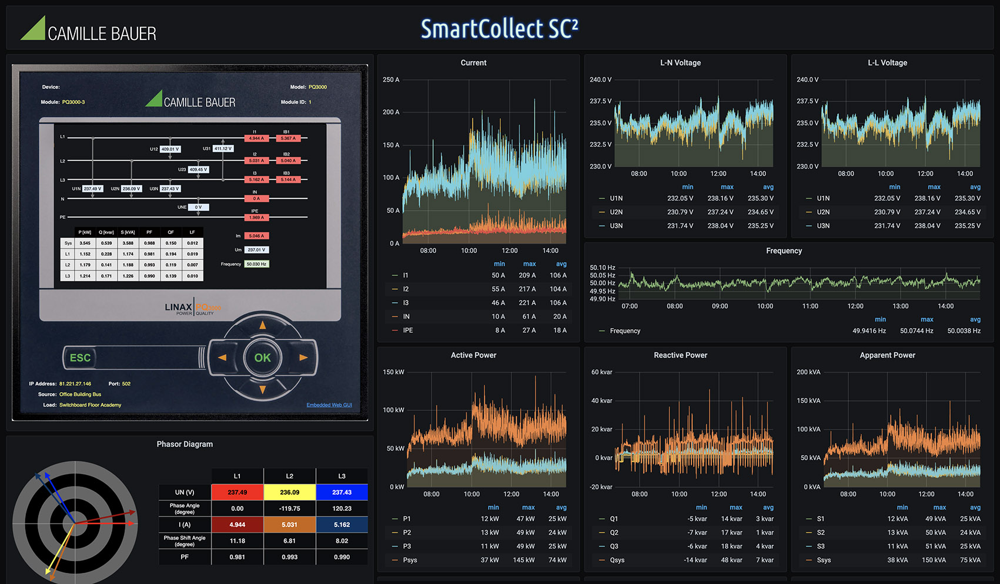 CAMILLE BAUER
SmartCollect SC²
Device:
Model: PQ3000
Module: PQ3000-3
CAMILLE BAUER
Module ID: 1
I1 IB1
L1 4.944 A 5.367 A
U12 409.01 V U31 411.12 V
I2 IB2
L2 5.031 A 5.040 A
U23 409.45 V
I3 IB3
L3 5.162 A 5.144 A
U1N 237.49 V U2N 236.09 V U3N 237.43 V
IN
N 0 A
UNE 0 V
IPE
PE 1.969 A
P [kW] Q [kvar] S [kVA] PF QF LF
Sys 3.545 0.539 3.588 0.988 0.150 0.012
L1 1.152 0.228 1.174 0.981 0.194 0.019
L2 1.179 0.141 1.188 0.993 0.119 0.007
L3 1.214 0.171 1.226 0.990 0.139 0.010
Im 5.046 A
Um 237.01 V
Frequency 50.030 Hz
LINAX PQ3000
POWER QUALITY
ESC
OK
IP Address: 81.221.27.146 Port: 502
Source: Office Building Bus
Load: Switchboard Floor Academy
Embedded Web GUI
Current
250 A
200 A
150 A
100 A
50 A
0 A
08:00 10:00 12:00 14:00
min max avg
I1 50 A 209 A 106 A
I2 55 A 217 A 104 A
I3 46 A 221 A 106 A
IN 10 A 61 A 20 A
IPE 8 A 27 A 18 A
L-N Voltage
240.0 V
237.5 V
235.0 V
232.5 V
230.0 V
08:00 10:00 12:00 14:00
min max avg
U1N 232.05 V 238.16 V 235.30 V
U2N 230.79 V 237.24 V 234.65 V
U3N 231.74 V 238.04 V 235.25 V
L-L Voltage
240.0 V
237.5 V
235.0 V
232.5 V
230.0 V
08:00 10:00 12:00 14:00
min max avg
U1N 232.05 V 238.16 V 235.30 V
U2N 230.79 V 237.24 V 234.65 V
U3N 231.74 V 238.04 V 235.25 V
Frequency
50.10 Hz
50.05 Hz
50.00 Hz
49.95 Hz
49.90 Hz
07:00 08:00 09:00 10:00 11:00 12:00 13:00 14:00
min max avg
Frequency 49.9416 Hz 50.0744 Hz 50.0038 Hz
Phasor Diagram
L1 L2 L3
UN (V) 237.49 236.09 237.43
Phase Angle
(degree) 0.00 -119.75 120.23
I (A) 4.944 5.031 5.162
Phase Shift Angle
(degree) 11.18 6.81 8.02
PF 0.981 0.993 0.990
Active Power
150 kW
100 kW
50 kW
0 kW
08:00 10:00 12:00 14:00
min max avg
P1 12 kW 47 kW 25 kW
P2 13 kW 49 kW 24 kW
P3 11 kW 49 kW 25 kW
Psys 37 kW 145 kW 74 kW
Reactive Power
60 kvar
40 kvar
20 kvar
0 kvar
-20 kvar
08:00 10:00 12:00 14:00
min max avg
Q1 -5 kvar 14 kvar 3 kvar
Q2 -7 kvar 17 kvar 1 kvar
Q3 -6 kvar 18 kvar 4 kvar
Qsys -14 kvar 48 kvar 7 kvar
Apparent Power
200 kVA
150 kVA
100 kVA
50 kVA
0 kVA
08:00 10:00 12:00 14:00
min max avg
S1 12 kVA 49 kVA 25 kVA
S2 13 kVA 50 kVA 24 kVA
S3 11 kVA 51 kVA 25 kVA
Ssys 38 kVA 150 kVA 75 kVA